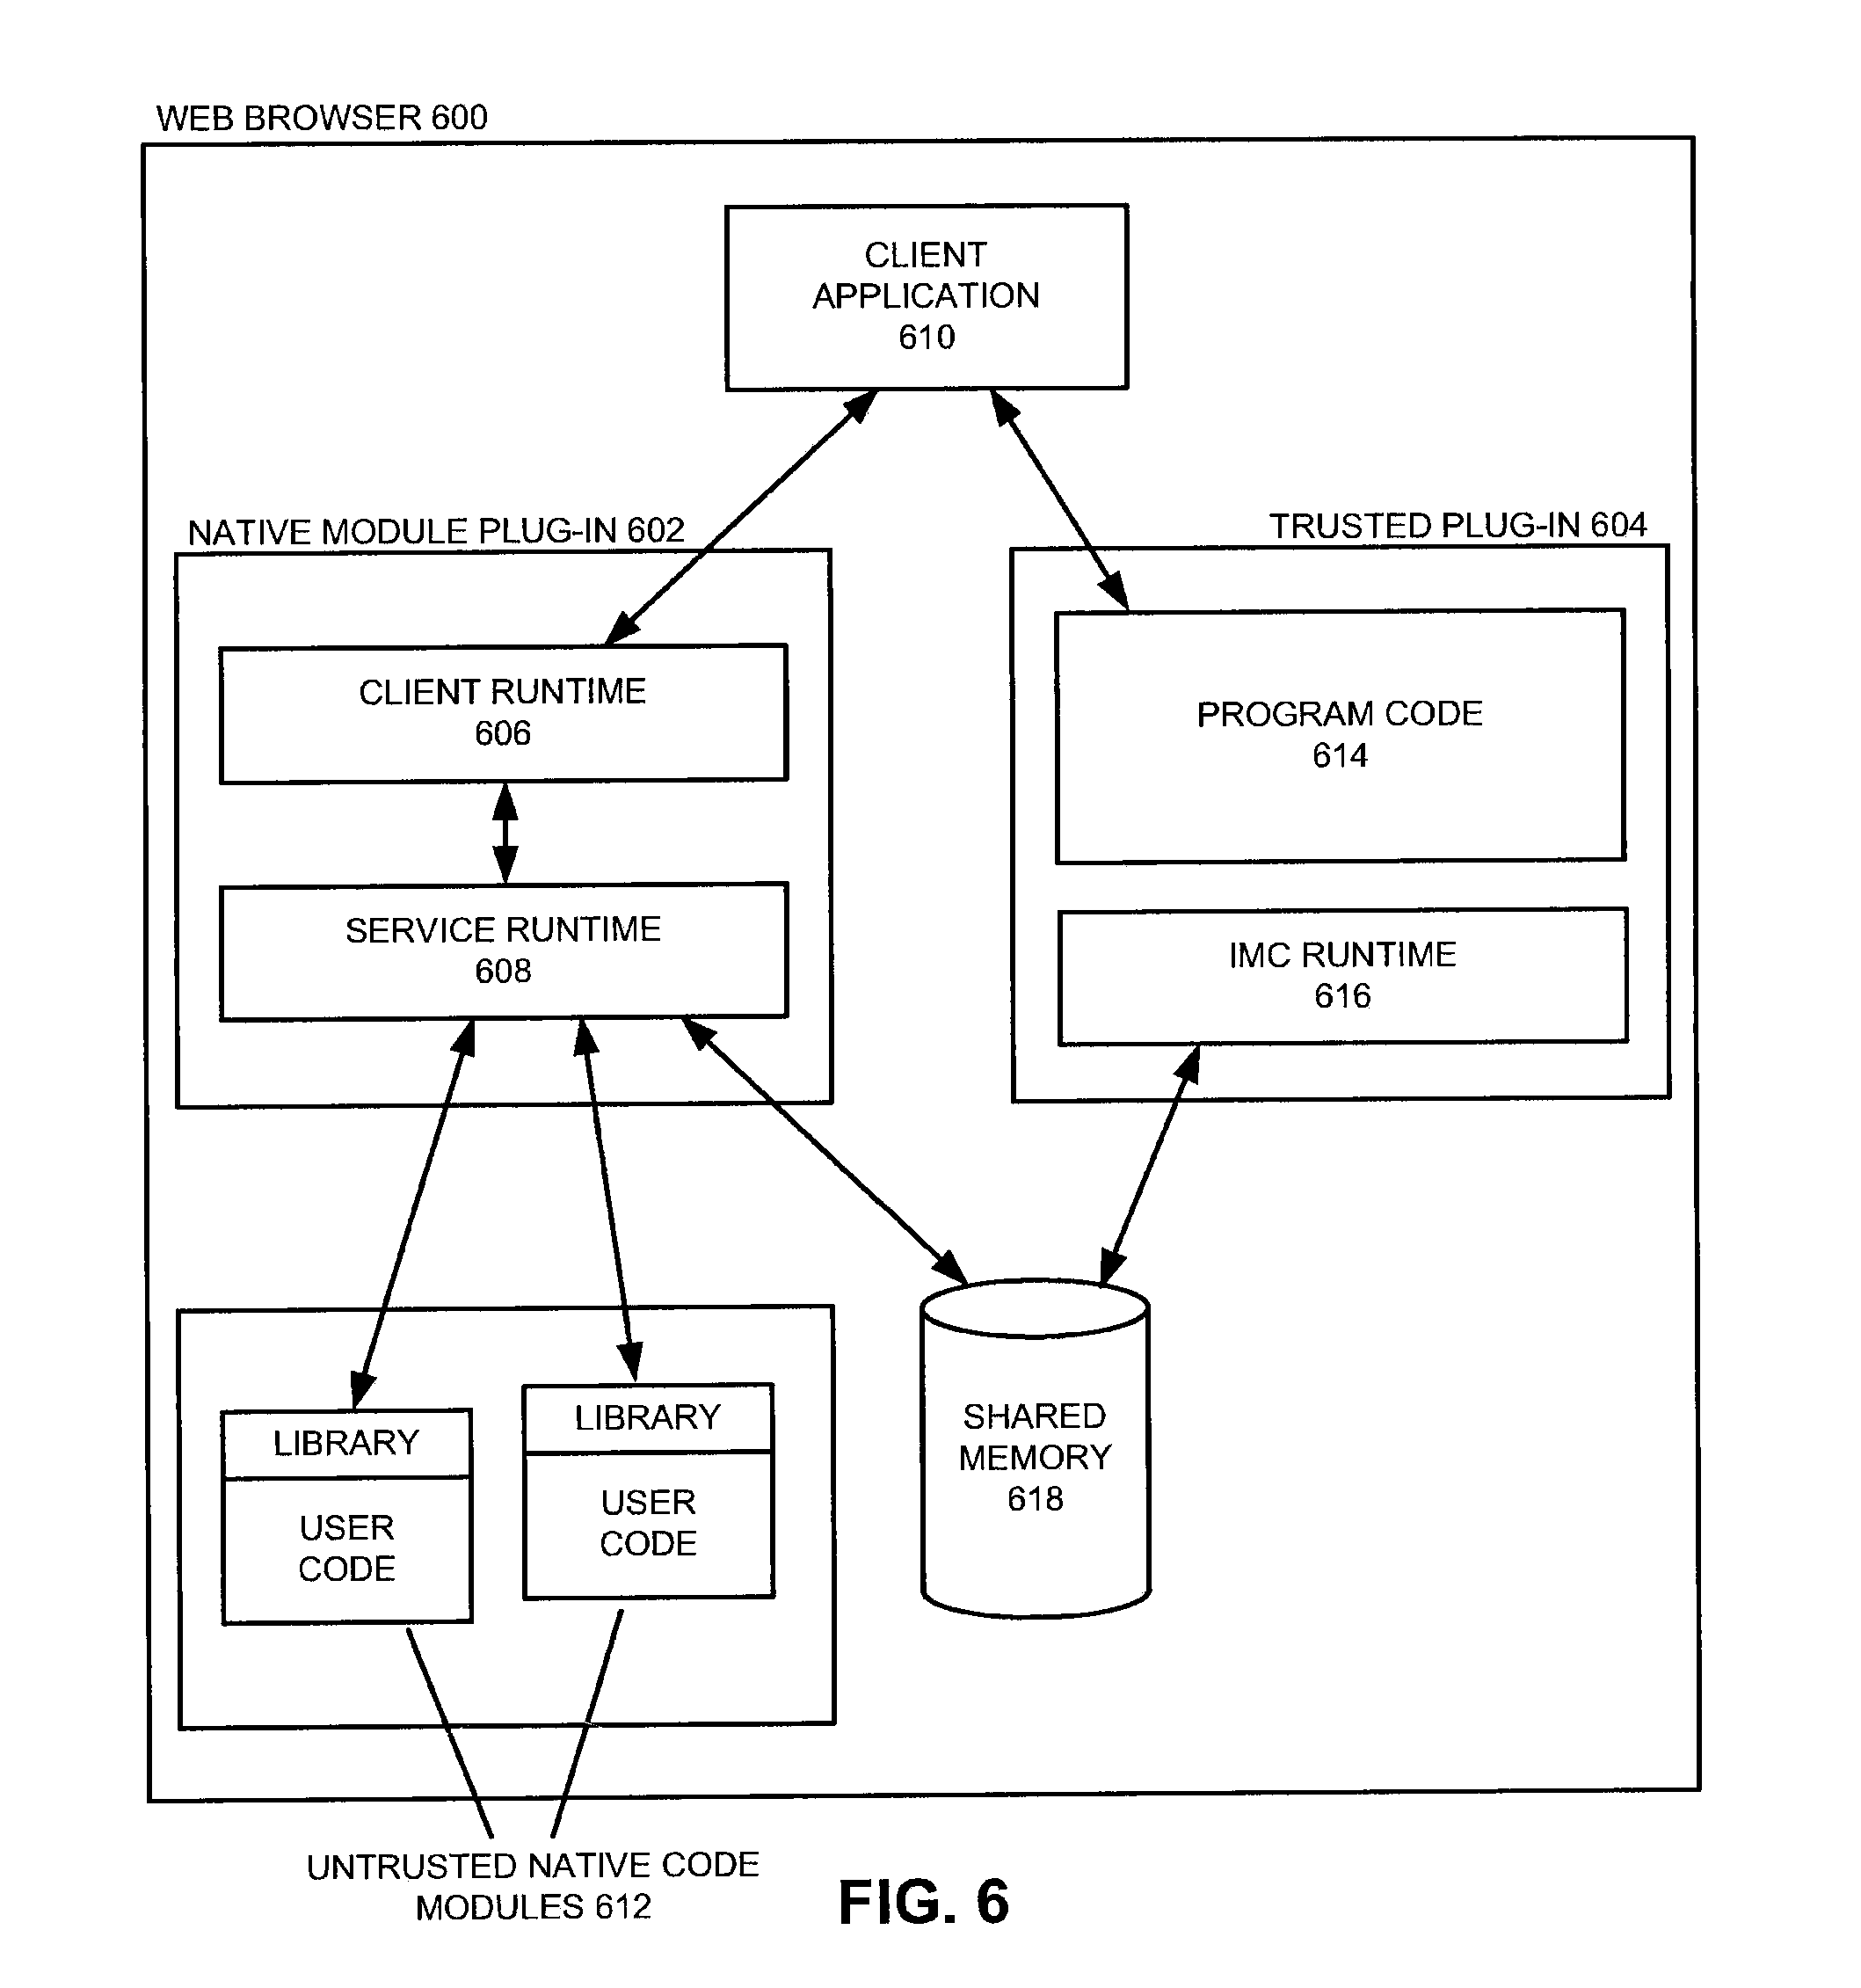 WEB BROWSER 600
CLIENT
APPLICATION
610
NATIVE MODULE PLUG-IN 602
TRUSTED PLUG-IN 604
CLIENT RUNTIME
606
PROGRAM CODE
614
SERVICE RUNTIME
608
IMC RUNTIME
616
LIBRARY
USER
CODE
LIBRARY
USER
CODE
SHARED
MEMORY
618
UNTRUSTED NATIVE CODE
MODULES 612
FIG. 6